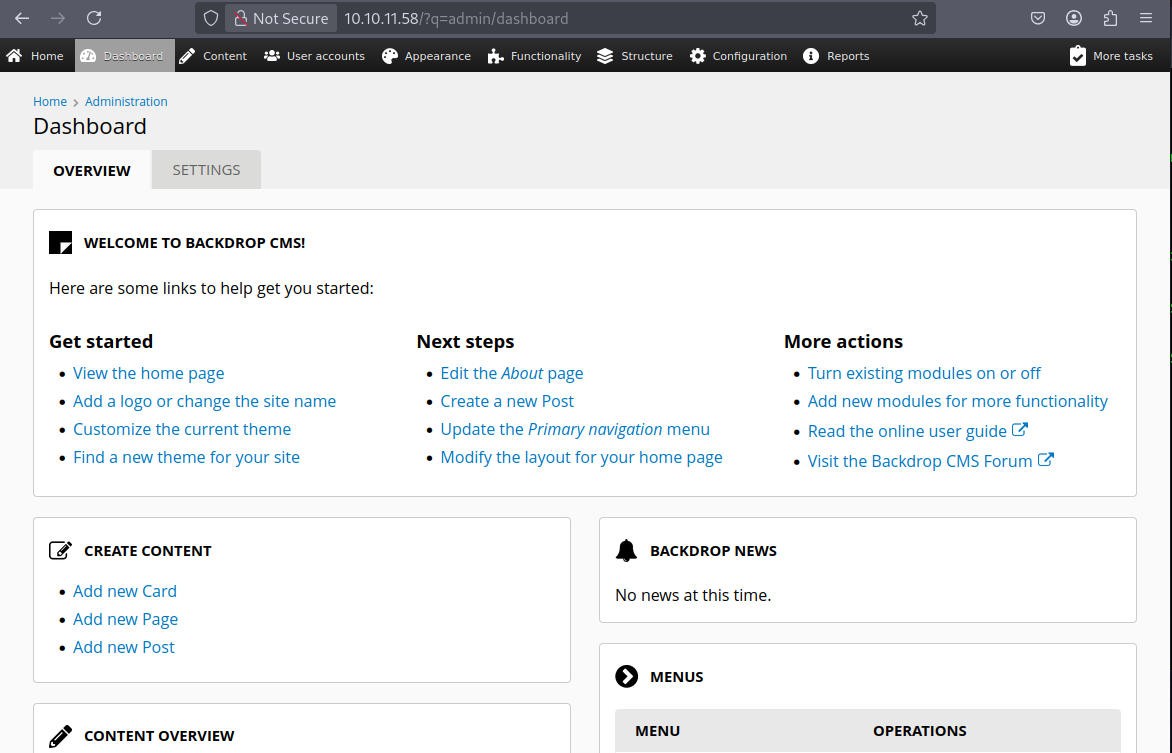 Not Secure 10.10.11.58/?q=admin/dashboard
Home Dashboard Content User accounts Appearance Functionality Structure Configuration Reports More tasks
Home › Administration
Dashboard
OVERVIEW SETTINGS
WELCOME TO BACKDROP CMS!
Here are some links to help get you started:
Get started
• View the home page
• Add a logo or change the site name
• Customize the current theme
• Find a new theme for your site
Next steps
• Edit the About page
• Create a new Post
• Update the Primary navigation menu
• Modify the layout for your home page
More actions
• Turn existing modules on or off
• Add new modules for more functionality
• Read the online user guide
• Visit the Backdrop CMS Forum
CREATE CONTENT
• Add new Card
• Add new Page
• Add new Post
BACKDROP NEWS
No news at this time.
CONTENT OVERVIEW
MENUS
MENU OPERATIONS